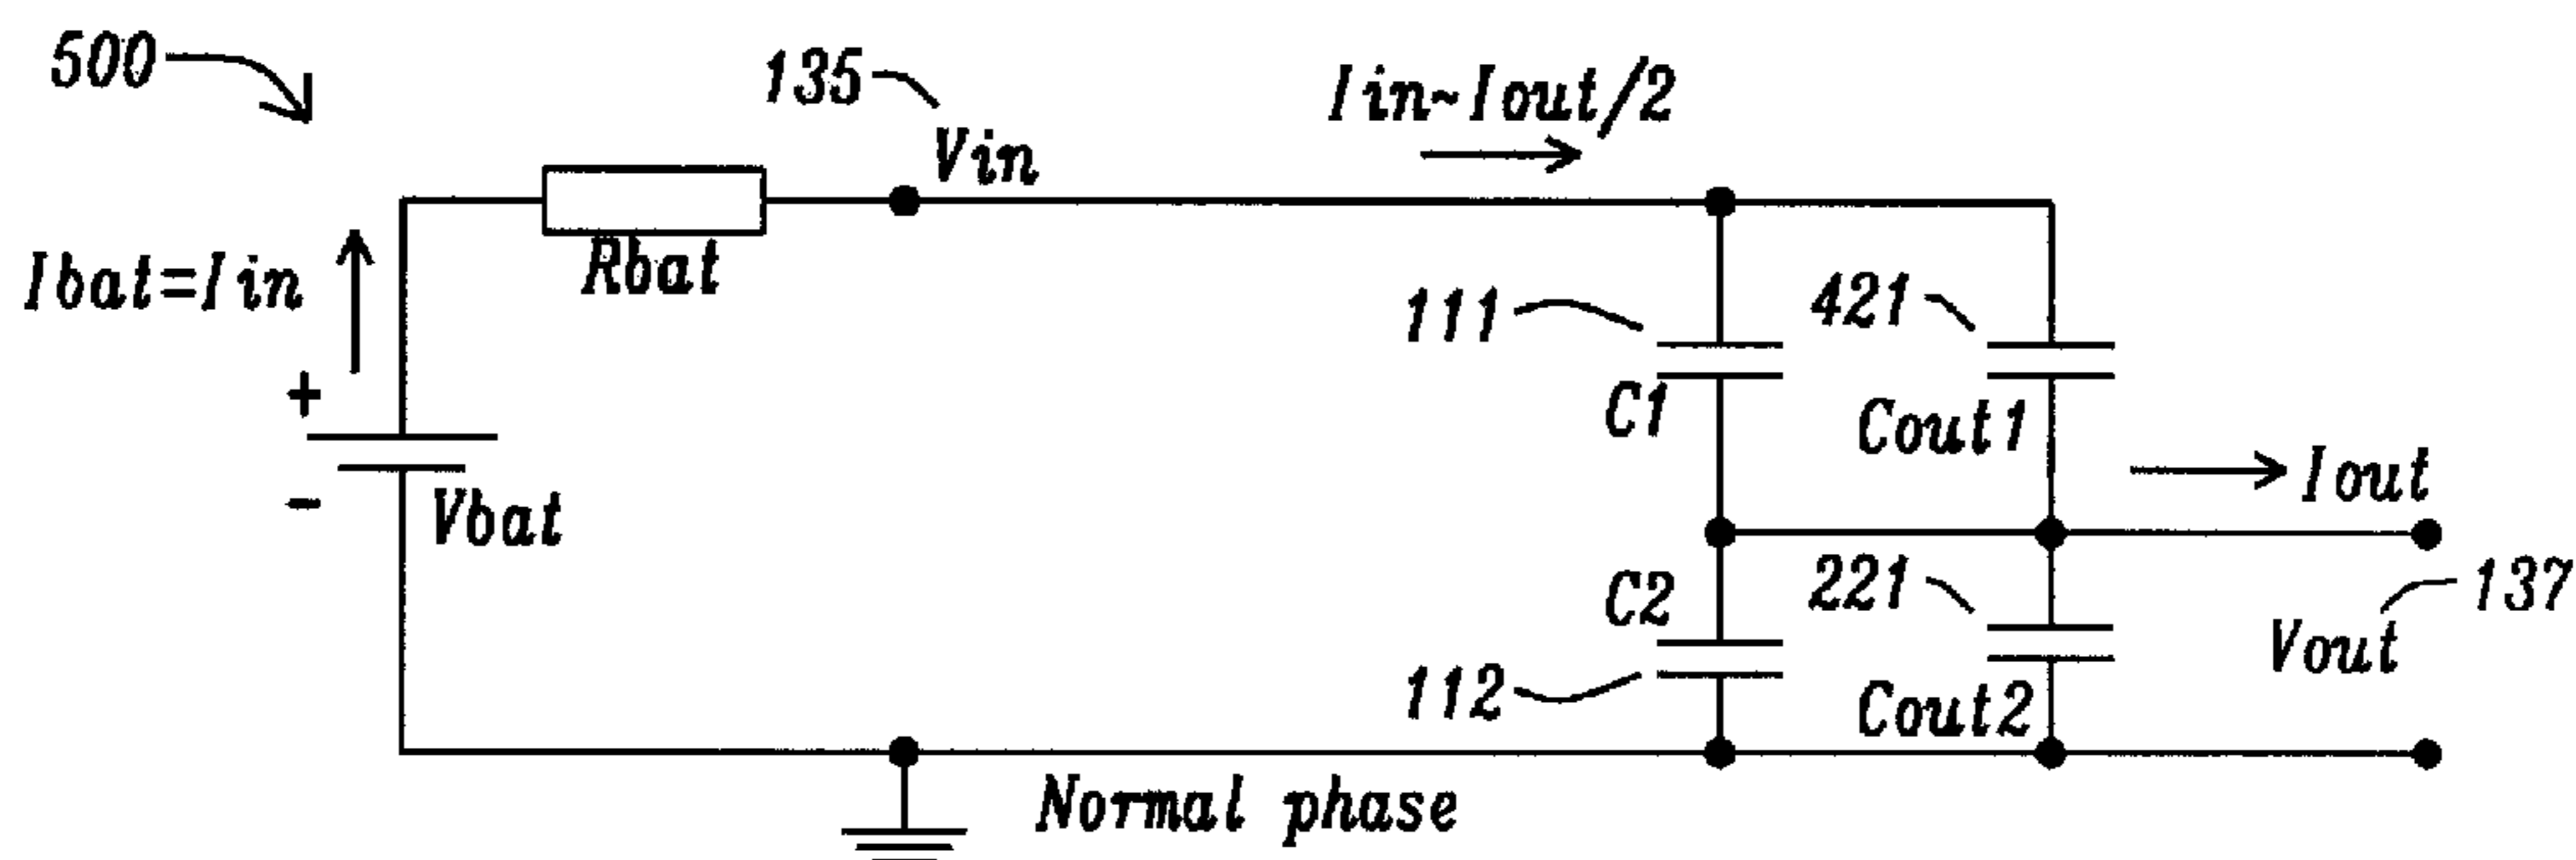 500
135
Vin
Iin~Iout/2
Ibat=Iin
Rbat
111
421
C1
Cout1
+
-
Vbat
Iout
C2
221
137
Vout
112
Cout2
Normal phase